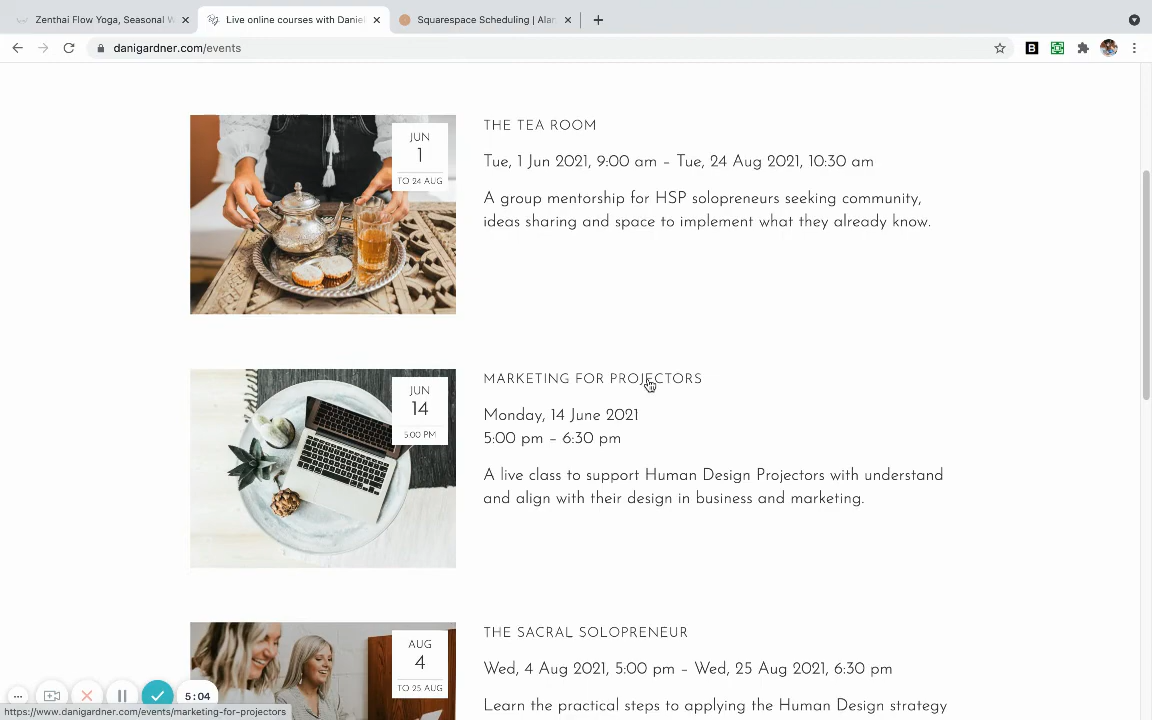 Zenthai Flow Yoga, Seasonal W
Live online courses with Daniel
Squarespace Scheduling | Alar
danigardner.com/events
B
JUN
1
TO 24 AUG
THE TEA ROOM
Tue, 1 Jun 2021, 9:00 am – Tue, 24 Aug 2021, 10:30 am
A group mentorship for HSP solopreneurs seeking community,
ideas sharing and space to implement what they already know.
JUN
14
5:00 PM
MARKETING FOR PROJECTORS
Monday, 14 June 2021
5:00 pm – 6:30 pm
A live class to support Human Design Projectors with understand
and align with their design in business and marketing.
AUG
4
TO 25 AUG
THE SACRAL SOLOPRENEUR
Wed, 4 Aug 2021, 5:00 pm – Wed, 25 Aug 2021, 6:30 pm
Learn the practical steps to applying the Human Design strategy
5:04
https://www.danigardner.com/events/marketing-for-projectors